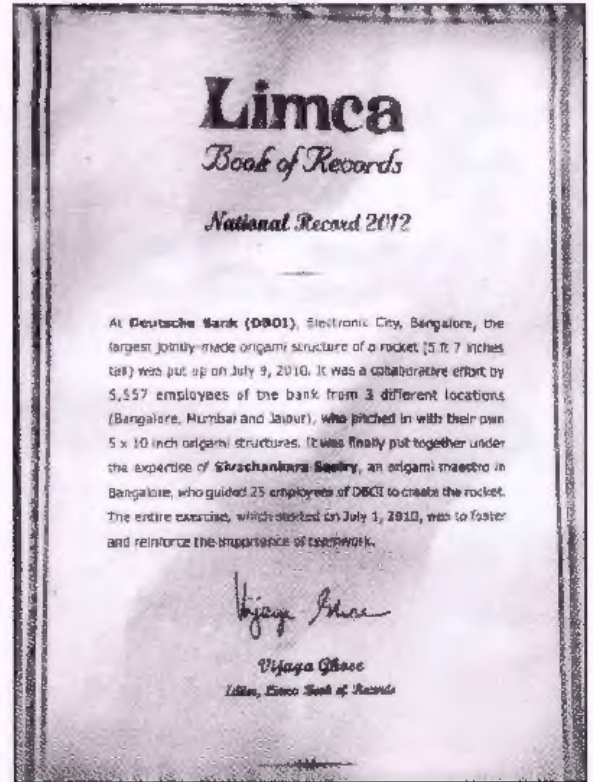 Limca
Book of Records
National Record 2012
At Deutsche Bank (DBOI), Electronic City, Bangalore, the
largest jointly-made origami structure of a rocket (5 ft 7 inches
tall) was put up on July 9, 2010. It was a collaborative effort by
5,557 employees of the bank from 3 different locations
(Bangalore, Mumbai and Jaipur), who pitched in with their own
5 x 10 inch origami structures. It was finally put together under
the expertise of Sastry, an origami maestro in
Bangalore, who guided 25 employees of DBOI to create the rocket.
The entire exercise, which started on July 1, 2010, was to foster
and reinforce the importance of teamwork.
Vijaya Ghose
Vijaya Ghose
Editor, Limca Book of Records